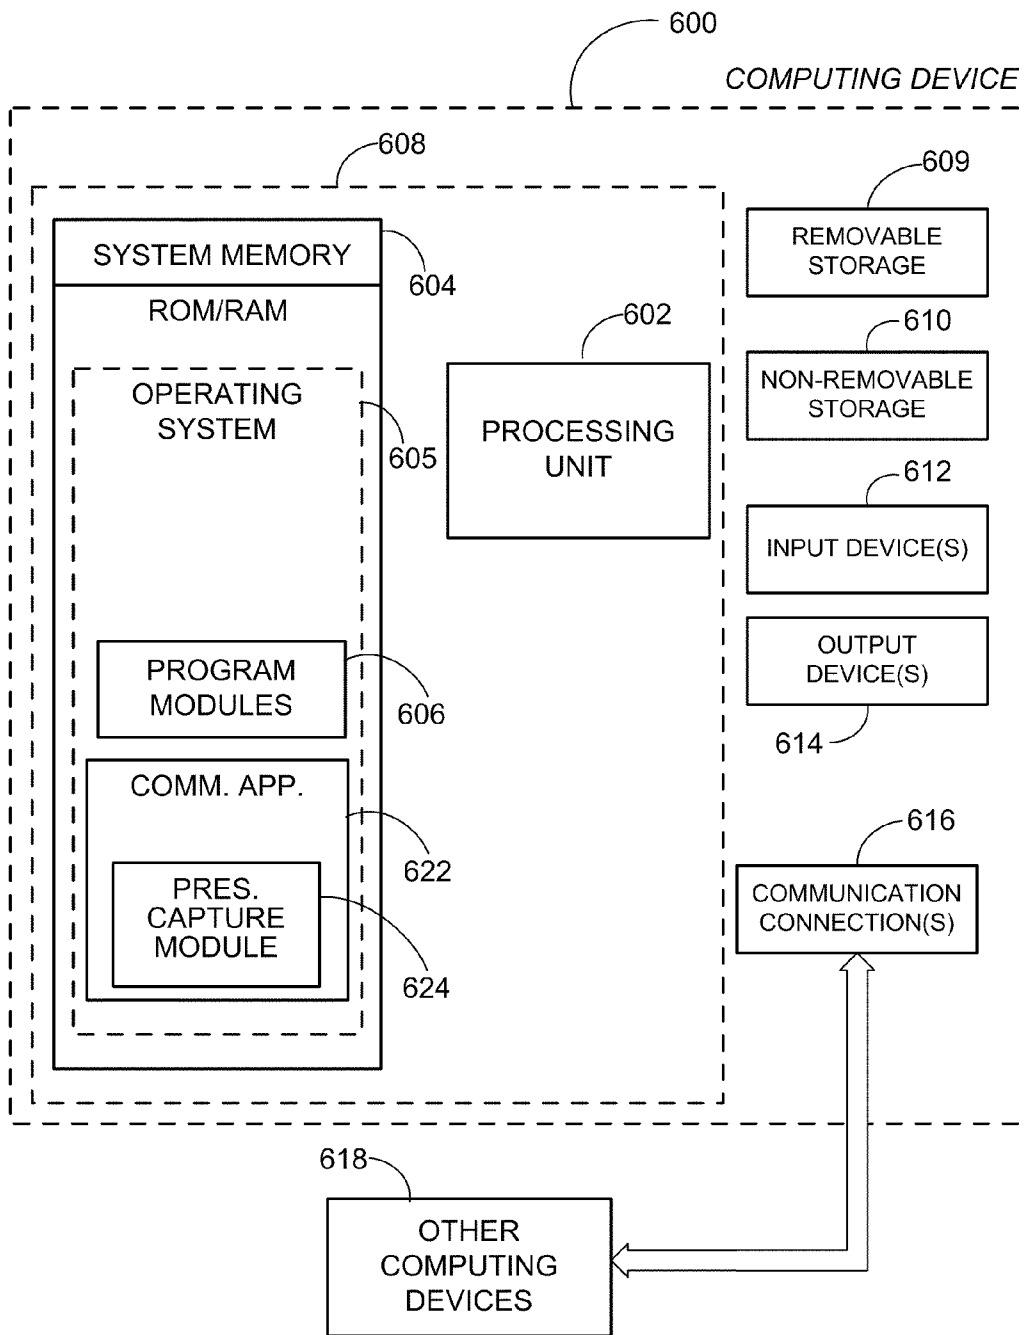 600
COMPUTING DEVICE
608
609
SYSTEM MEMORY
604
REMOVABLE
STORAGE
ROM/RAM
602
610
OPERATING
SYSTEM
605
PROCESSING
UNIT
NON-REMOVABLE
STORAGE
612
INPUT DEVICE(S)
PROGRAM
MODULES
606
OUTPUT
DEVICE(S)
614
COMM. APP.
622
616
PRES.
CAPTURE
MODULE
624
COMMUNICATION
CONNECTION(S)
618
OTHER
COMPUTING
DEVICES